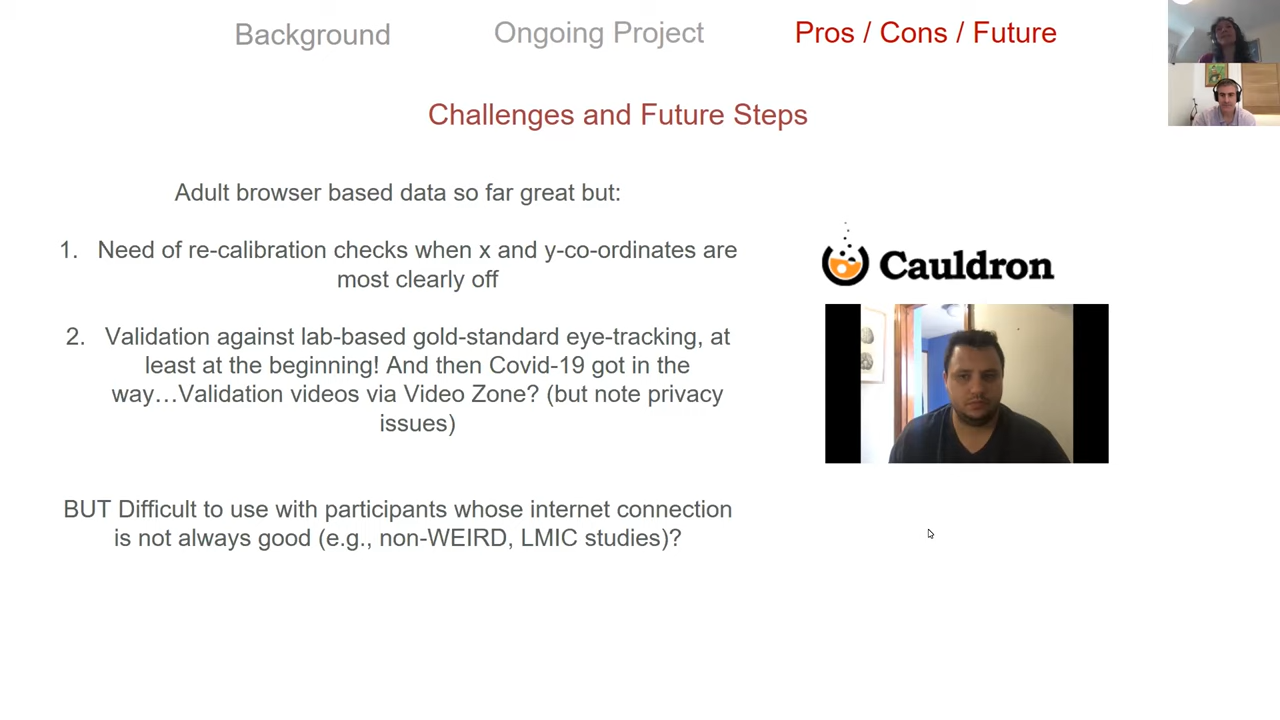 Background
Ongoing Project
Pros / Cons / Future
Challenges and Future Steps
Adult browser based data so far great but:
1. Need of re-calibration checks when x and y-co-ordinates are
most clearly off
2. Validation against lab-based gold-standard eye-tracking, at
least at the beginning! And then Covid-19 got in the
way…Validation videos via Video Zone? (but note privacy
issues)
BUT Difficult to use with participants whose internet connection
is not always good (e.g., non-WEIRD, LMIC studies)?
Cauldron